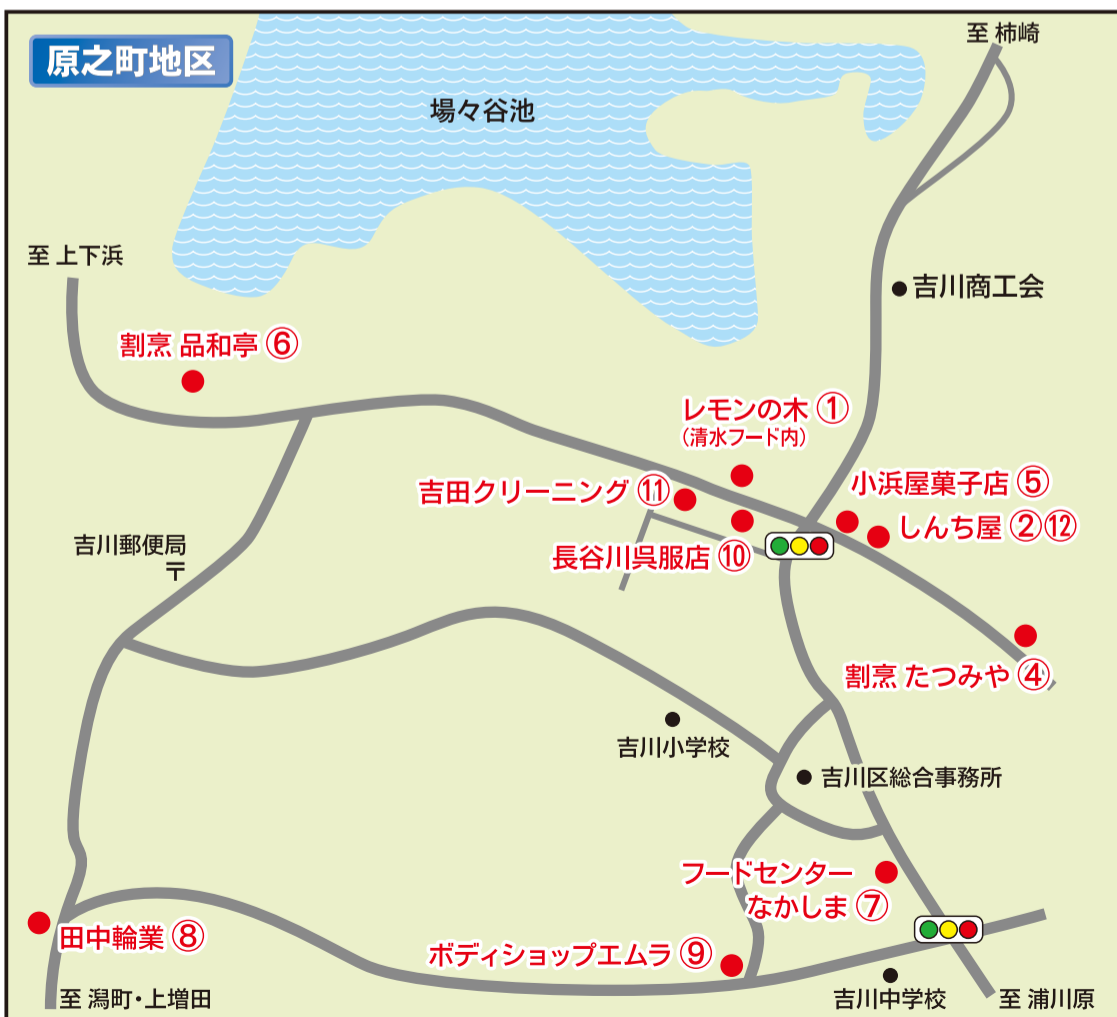 原之町地区
至 柿崎
場々谷池
至 上下浜
吉川商工会
割烹 品和亭 ⑥
レモンの木 ①
(清水フード内)
小浜屋菓子店 ⑤
吉田クリーニング ⑪
しんち屋 ②⑫
吉川郵便局
〒
長谷川呉服店 ⑩
割烹 たつみや ④
吉川小学校
吉川区総合事務所
フードセンター
なかしま ⑦
田中輪業 ⑧
ボディショップエムラ ⑨
至 潟町・上増田
吉川中学校
至 浦川原